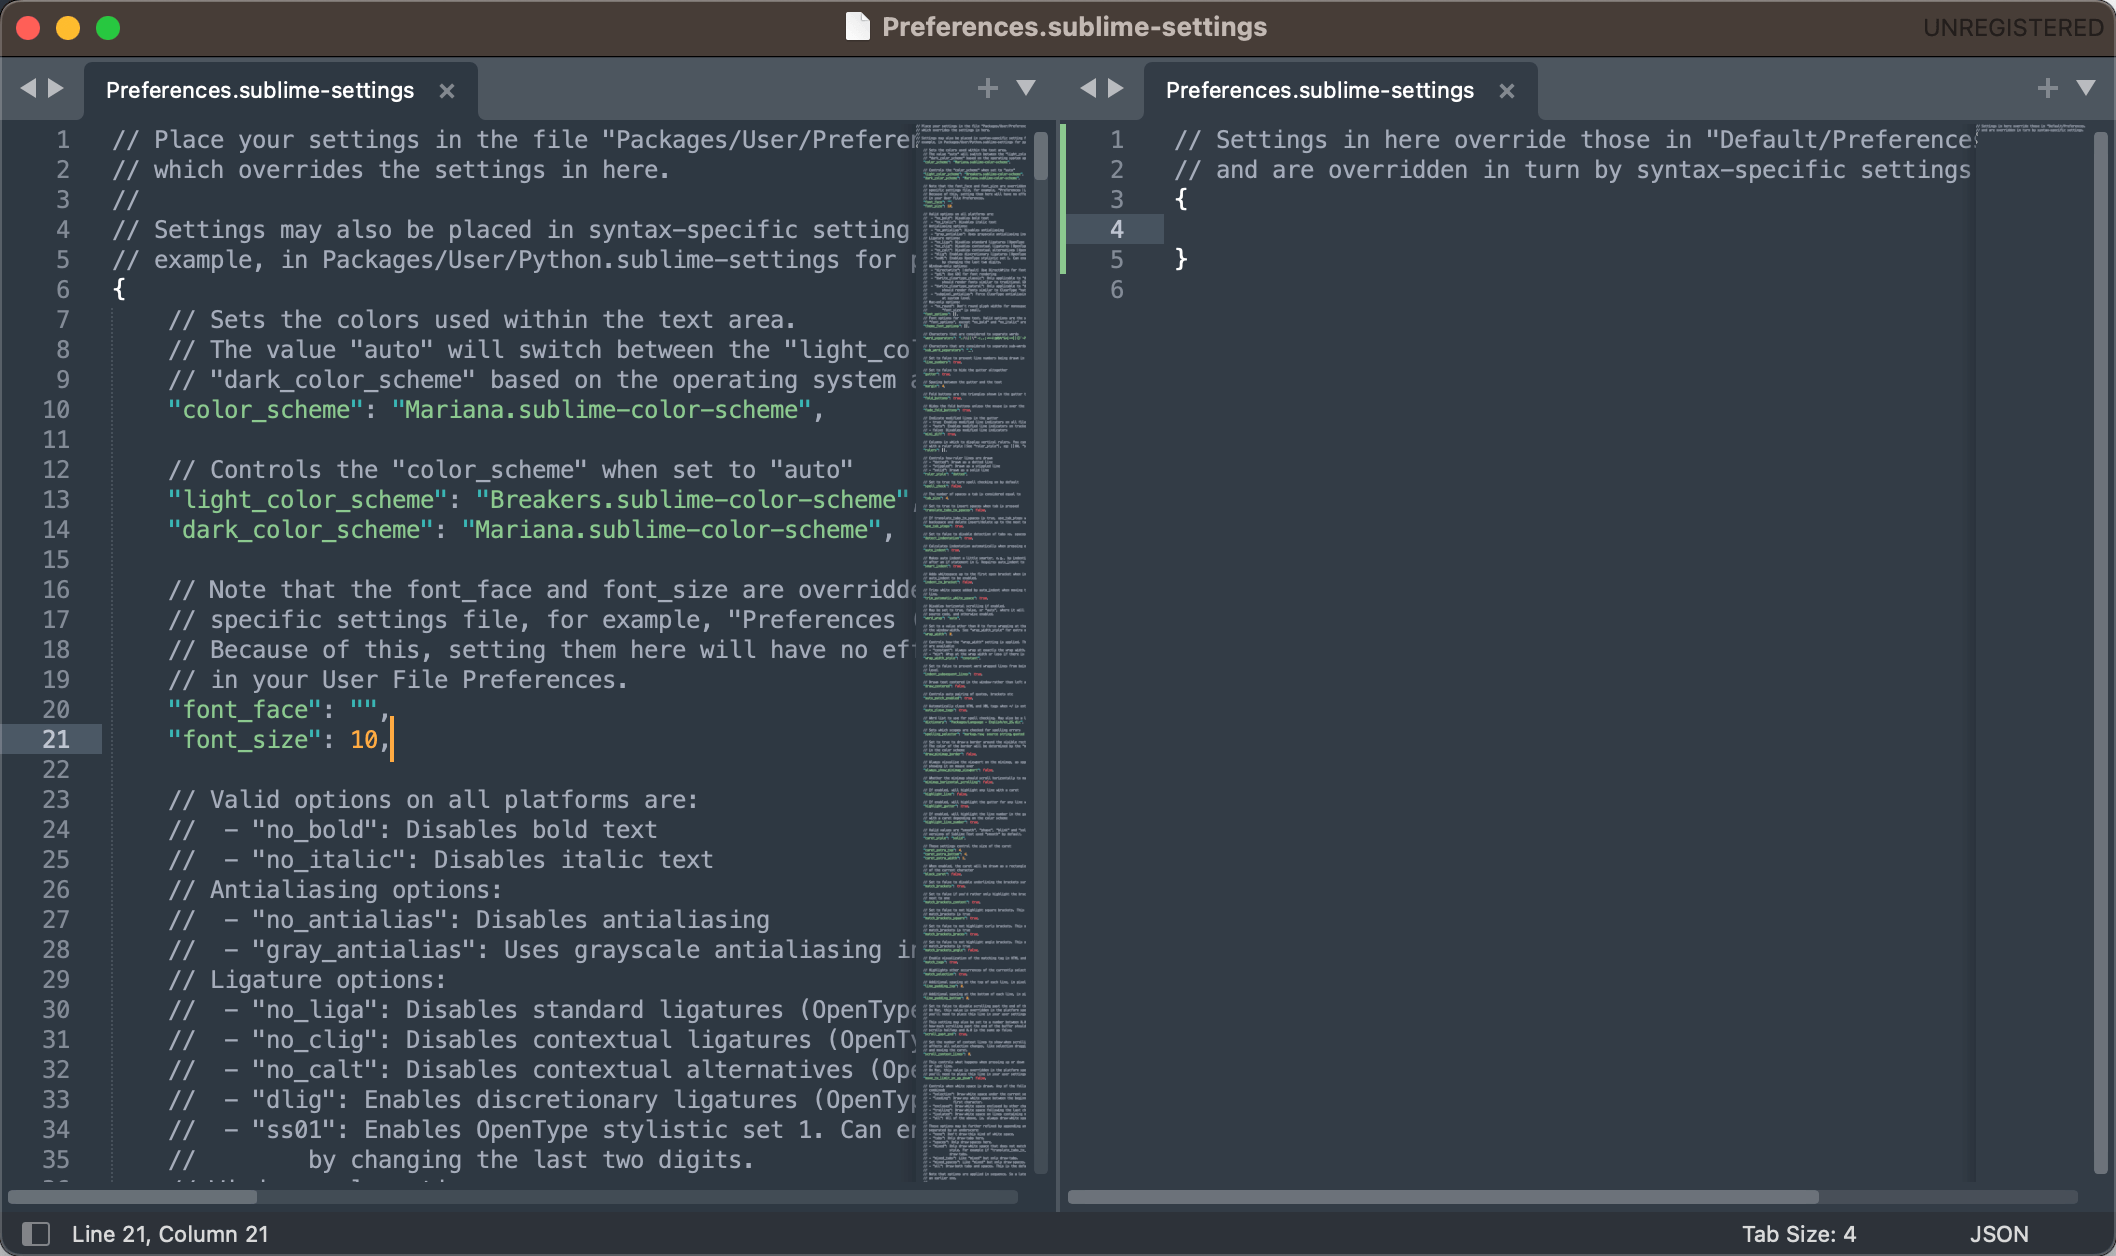 Preferences.sublime-settings
UNREGISTERED
Preferences.sublime-settings
1 // Place your settings in the file "Packages/User/Prefere
2 // which overrides the settings in here.
3 //
4 // Settings may also be placed in syntax-specific setting
5 // example, in Packages/User/Python.sublime-settings for
6 {
7 // Sets the colors used within the text area.
8 // The value "auto" will switch between the "light_co
9 // "dark_color_scheme" based on the operating system
10 "color_scheme": "Mariana.sublime-color-scheme",
11
12 // Controls the "color_scheme" when set to "auto"
13 "light_color_scheme": "Breakers.sublime-color-scheme",
14 "dark_color_scheme": "Mariana.sublime-color-scheme",
15
16 // Note that the font_face and font_size are overridde
17 // specific settings file, for example, "Preferences (
18 // Because of this, setting them here will have no ef
19 // in your User File Preferences.
20 "font_face": "",
21 "font_size": 10,
22
23 // Valid options on all platforms are:
24 // - "no_bold": Disables bold text
25 // - "no_italic": Disables italic text
26 // Antialiasing options:
27 // - "no_antialias": Disables antialiasing
28 // - "gray_antialias": Uses grayscale antialiasing in
29 // Ligature options:
30 // - "no_liga": Disables standard ligatures (OpenType
31 // - "no_clig": Disables contextual ligatures (OpenTy
32 // - "no_calt": Disables contextual alternatives (Ope
33 // - "dlig": Enables discretionary ligatures (OpenTyp
34 // - "ss01": Enables OpenType stylistic set 1. Can en
35 // by changing the last two digits.
Preferences.sublime-settings
1 // Settings in here override those in "Default/Preference
2 // and are overridden in turn by syntax-specific settings
3 {
4
5 }
6
Line 21, Column 21
Tab Size: 4
JSON